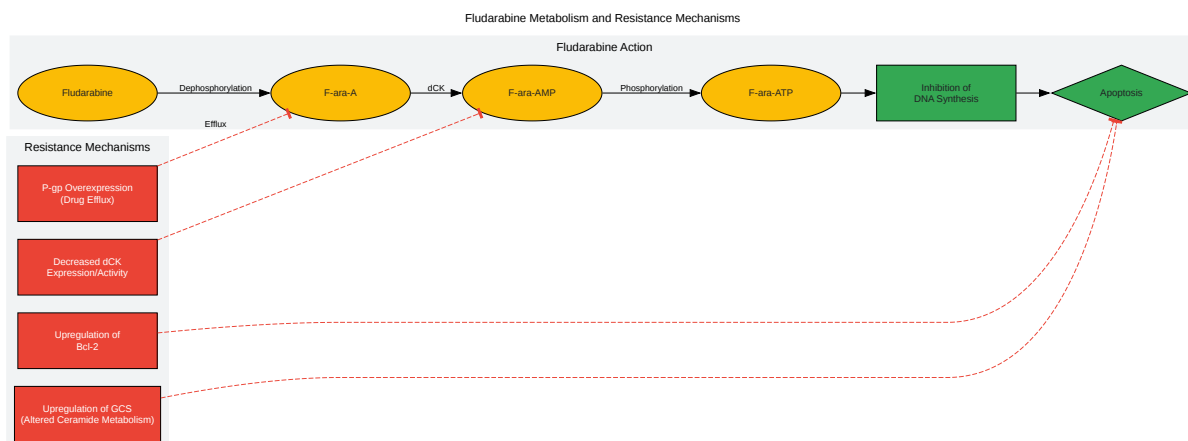 Fludarabine Metabolism and Resistance Mechanisms
Fludarabine Action
Fludarabine
Dephosphorylation
F-ara-A
dCK
F-ara-AMP
Phosphorylation
F-ara-ATP
Inhibition of
DNA Synthesis
Apoptosis
Efflux
Resistance Mechanisms
P-gp Overexpression
(Drug Efflux)
Decreased dCK
Expression/Activity
Upregulation of
Bcl-2
Upregulation of GCS
(Altered Ceramide Metabolism)